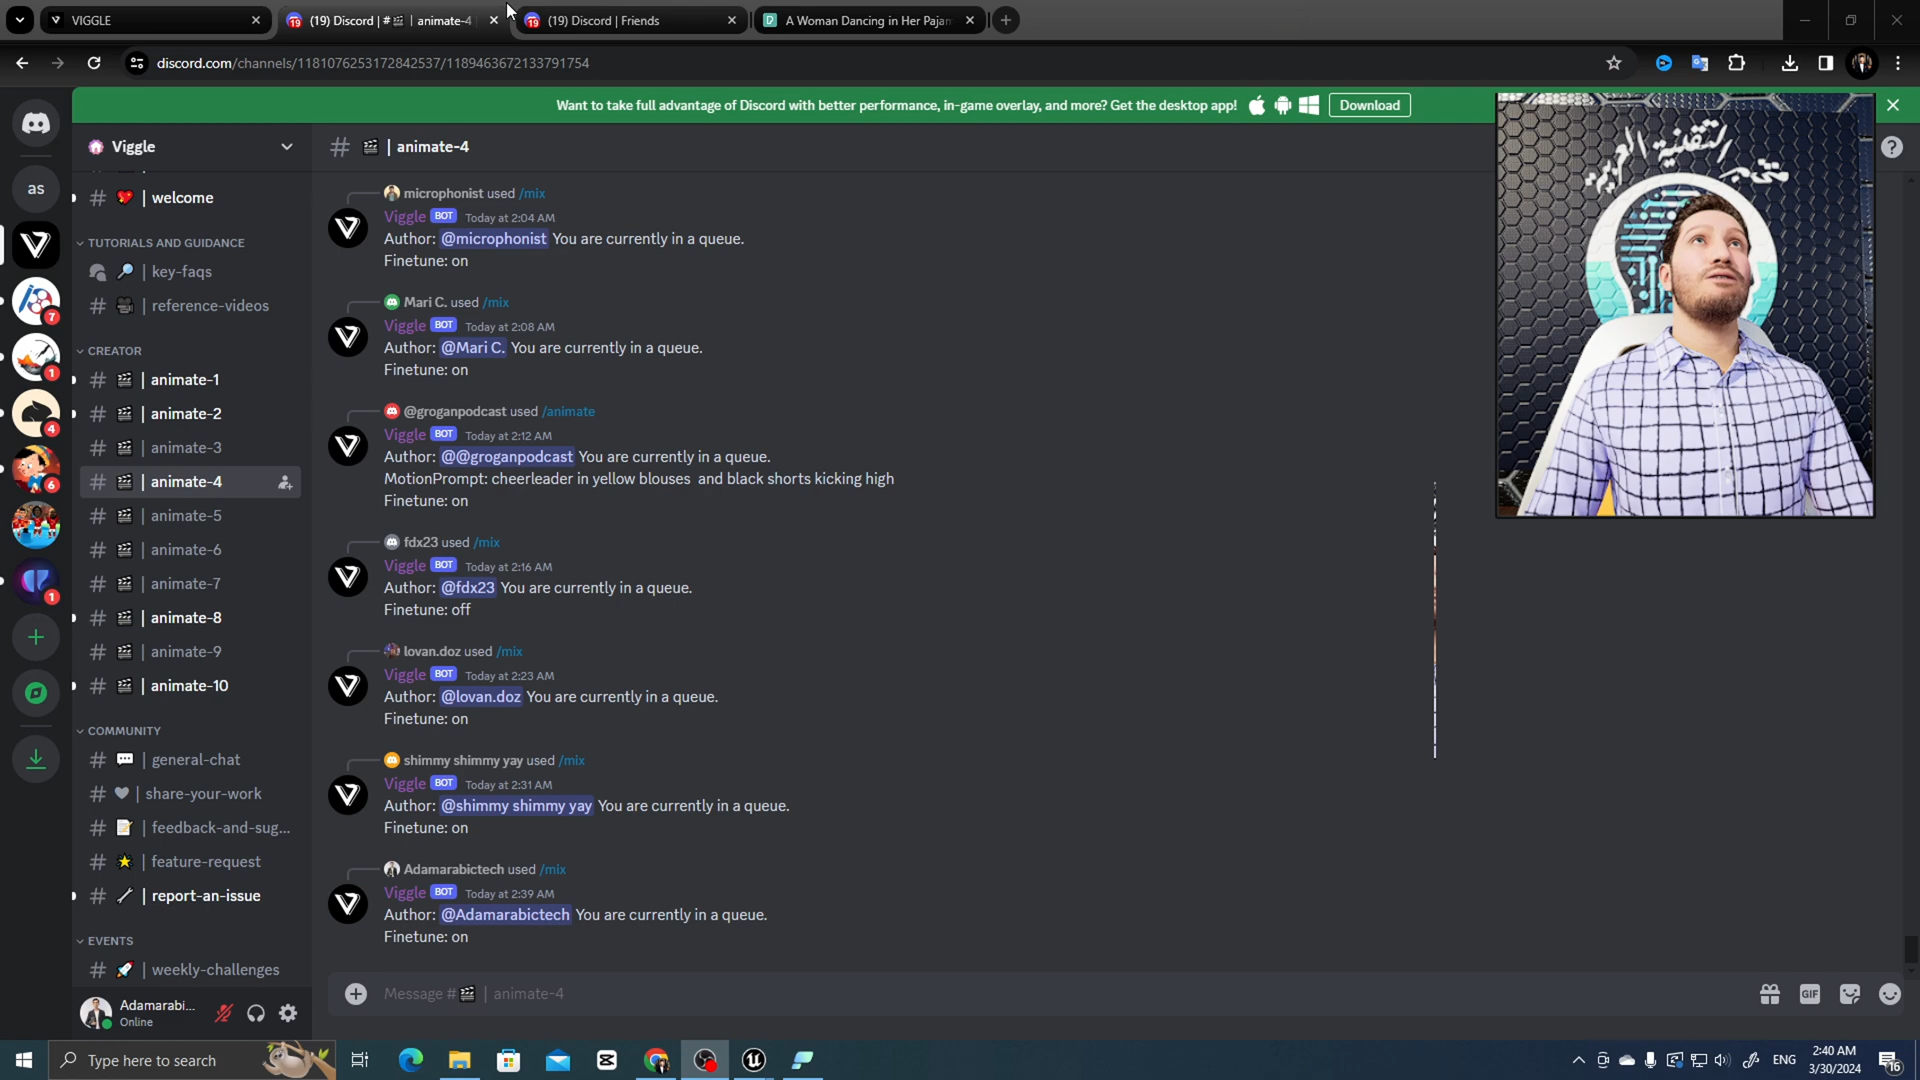 VIGGLE
(19) Discord | # | animate-4
(19) Discord | Friends
A Woman Dancing in Her Pajam
discord.com/channels/1181076253172842537/1189463672133791754
Want to take full advantage of Discord with better performance, in-game overlay, and more? Get the desktop app!
Download
Viggle
# | animate-4
as
# | welcome
TUTORIALS AND GUIDANCE
| key-faqs
# | reference-videos
CREATOR
# | animate-1
# | animate-2
# | animate-3
# | animate-4
# | animate-5
# | animate-6
# | animate-7
# | animate-8
# | animate-9
# | animate-10
COMMUNITY
# | general-chat
# | share-your-work
# | feedback-and-sug...
# | feature-request
# | report-an-issue
EVENTS
# | weekly-challenges
Adamarabi...
Online
7
1
4
6
1
microphonist used /mix
Viggle BOT Today at 2:04 AM
Author: @microphonist You are currently in a queue.
Finetune: on
Mari C. used /mix
Viggle BOT Today at 2:08 AM
Author: @Mari C. You are currently in a queue.
Finetune: on
@groganpodcast used /animate
Viggle BOT Today at 2:12 AM
Author: @@groganpodcast You are currently in a queue.
MotionPrompt: cheerleader in yellow blouses and black shorts kicking high
Finetune: on
fdx23 used /mix
Viggle BOT Today at 2:16 AM
Author: @fdx23 You are currently in a queue.
Finetune: off
lovan.doz used /mix
Viggle BOT Today at 2:23 AM
Author: @lovan.doz You are currently in a queue.
Finetune: on
shimmy shimmy yay used /mix
Viggle BOT Today at 2:31 AM
Author: @shimmy shimmy yay You are currently in a queue.
Finetune: on
Adamarabictech used /mix
Viggle BOT Today at 2:39 AM
Author: @Adamarabictech You are currently in a queue.
Finetune: on
Message # | animate-4
GIF
Type here to search
ENG
2:40 AM
3/30/2024
16